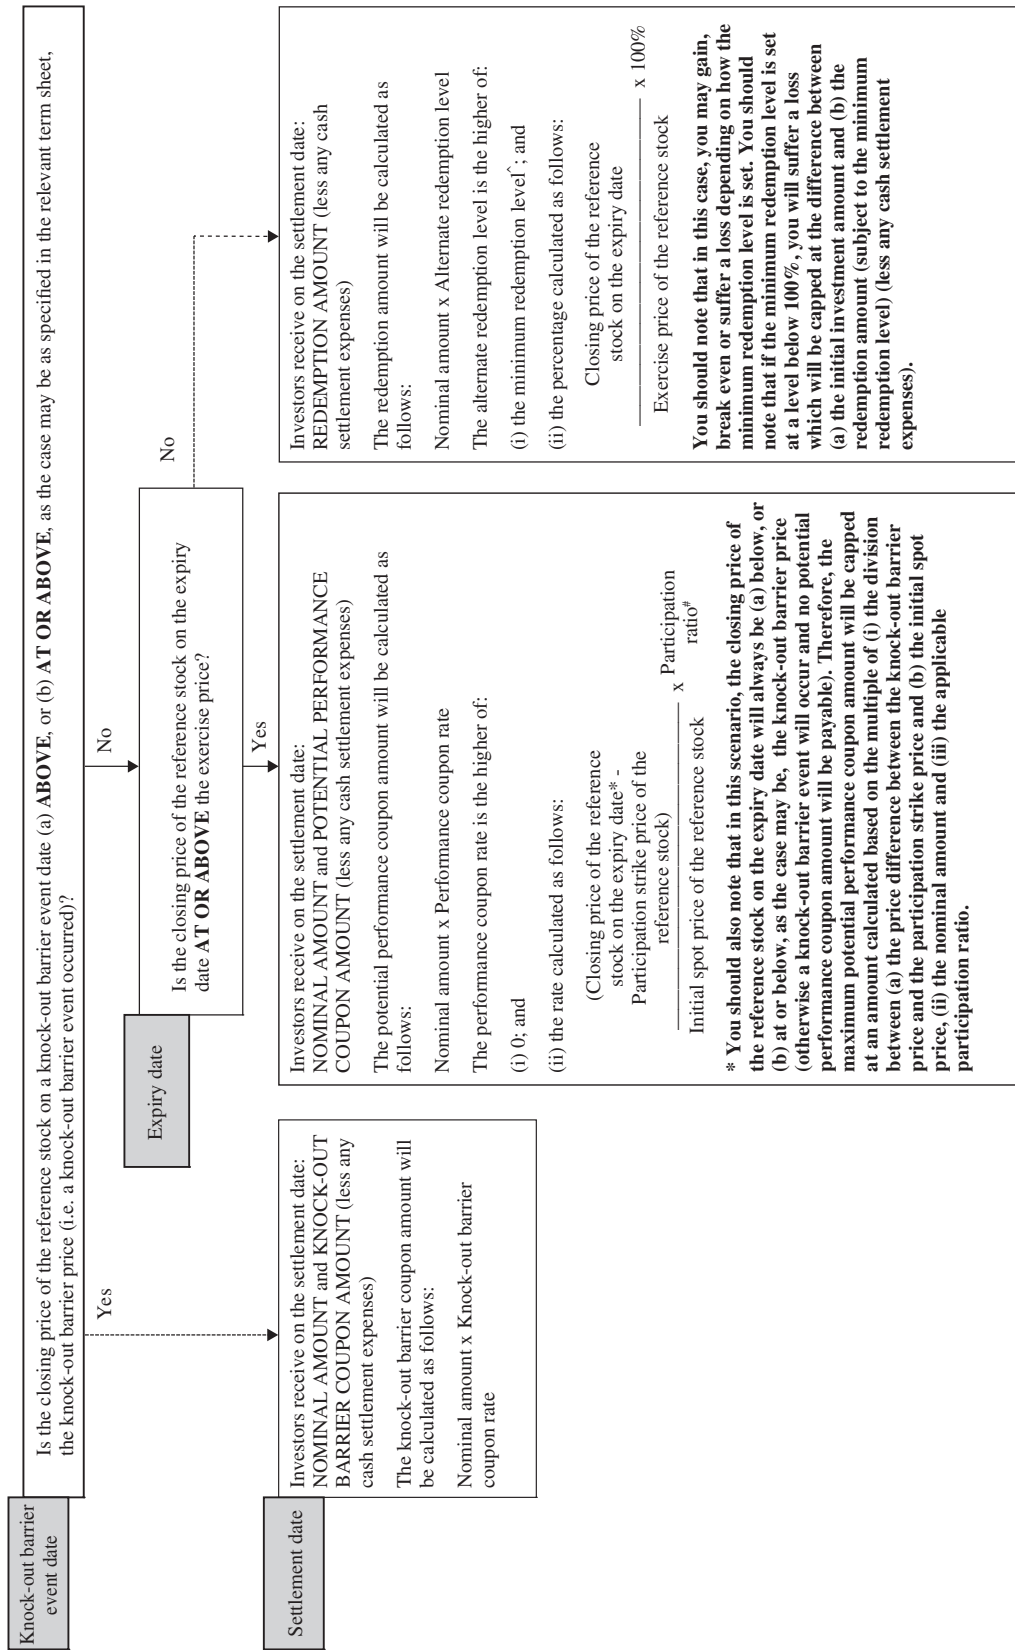 Knock-out barrier
event date
Is the closing price of the reference stock on a knock-out barrier event date (a) ABOVE, or (b) AT OR ABOVE, as the case may be as specified in the relevant term sheet,
the knock-out barrier price (i.e. a knock-out barrier event occurred)?
Yes
No
Expiry date
Is the closing price of the reference stock on the expiry
date AT OR ABOVE the exercise price?
Yes
No
Settlement date
Investors receive on the settlement date:
NOMINAL AMOUNT and KNOCK-OUT
BARRIER COUPON AMOUNT (less any
cash settlement expenses)
The knock-out barrier coupon amount will
be calculated as follows:
Nominal amount x Knock-out barrier
coupon rate
Investors receive on the settlement date:
NOMINAL AMOUNT and POTENTIAL PERFORMANCE
COUPON AMOUNT (less any cash settlement expenses)
The potential performance coupon amount will be calculated as
follows:
Nominal amount x Performance coupon rate
The performance coupon rate is the higher of:
(i) 0; and
(ii) the rate calculated as follows:
(Closing price of the reference
stock on the expiry date* -
Participation strike price of the
reference stock)
Initial spot price of the reference stock
x Participation
ratio#
* You should also note that in this scenario, the closing price of
the reference stock on the expiry date will always be (a) below, or
(b) at or below, as the case may be, the knock-out barrier price
(otherwise a knock-out barrier event will occur and no potential
performance coupon amount will be payable). Therefore, the
maximum potential performance coupon amount will be capped
at an amount calculated based on the multiple of (i) the division
between (a) the price difference between the knock-out barrier
price and the participation strike price and (b) the initial spot
price, (ii) the nominal amount and (iii) the applicable
participation ratio.
Investors receive on the settlement date:
REDEMPTION AMOUNT (less any cash
settlement expenses)
The redemption amount will be calculated as
follows:
Nominal amount x Alternate redemption level
The alternate redemption level is the higher of:
(i) the minimum redemption level^; and
(ii) the percentage calculated as follows:
Closing price of the reference
stock on the expiry date
Exercise price of the reference stock
x 100%
You should note that in this case, you may gain,
break even or suffer a loss depending on how the
minimum redemption level is set. You should
note that if the minimum redemption level is set
at a level below 100%, you will suffer a loss
which will be capped at the difference between
(a) the initial investment amount and (b) the
redemption amount (subject to the minimum
redemption level) (less any cash settlement
expenses).